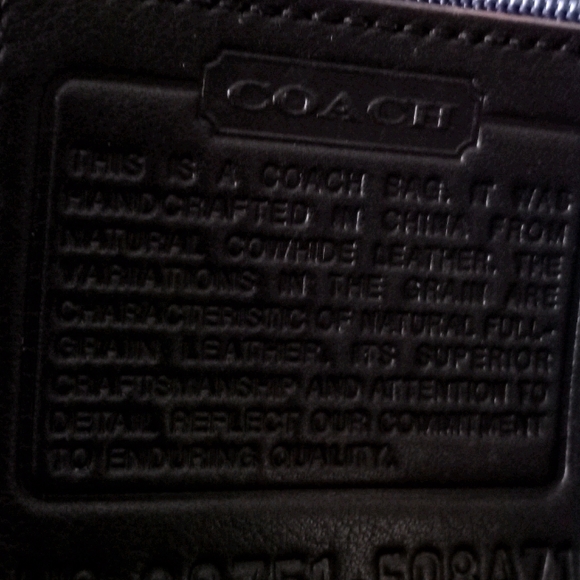 COACH
THIS IS A COACH BAG. IT WAS
HANDCRAFTED IN CHINA FROM
NATURAL COWHIDE LEATHER. THE
VARIATIONS IN THE GRAIN ARE
CHARACTERISTIC OF NATURAL FULL-
GRAIN LEATHER. ITS SUPERIOR
CRAFTSMANSHIP AND ATTENTION TO
DETAIL REFLECT OUR COMMITMENT
TO ENDURING QUALITY.